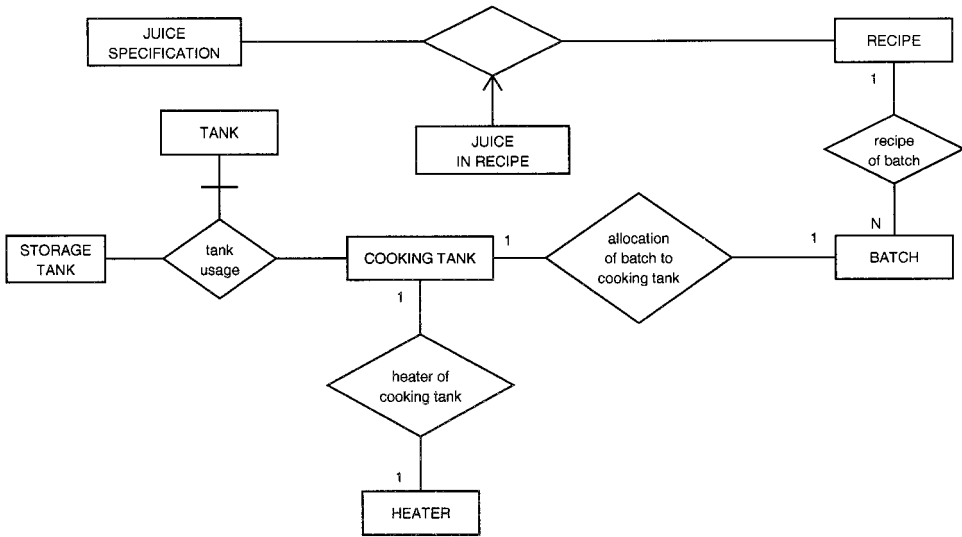 JUICE
SPECIFICATION
RECIPE
1
TANK
JUICE
IN RECIPE
recipe
of batch
N
STORAGE
TANK
tank
usage
COOKING TANK
1
allocation
of batch to
cooking tank
1
BATCH
1
heater of
cooking tank
1
HEATER